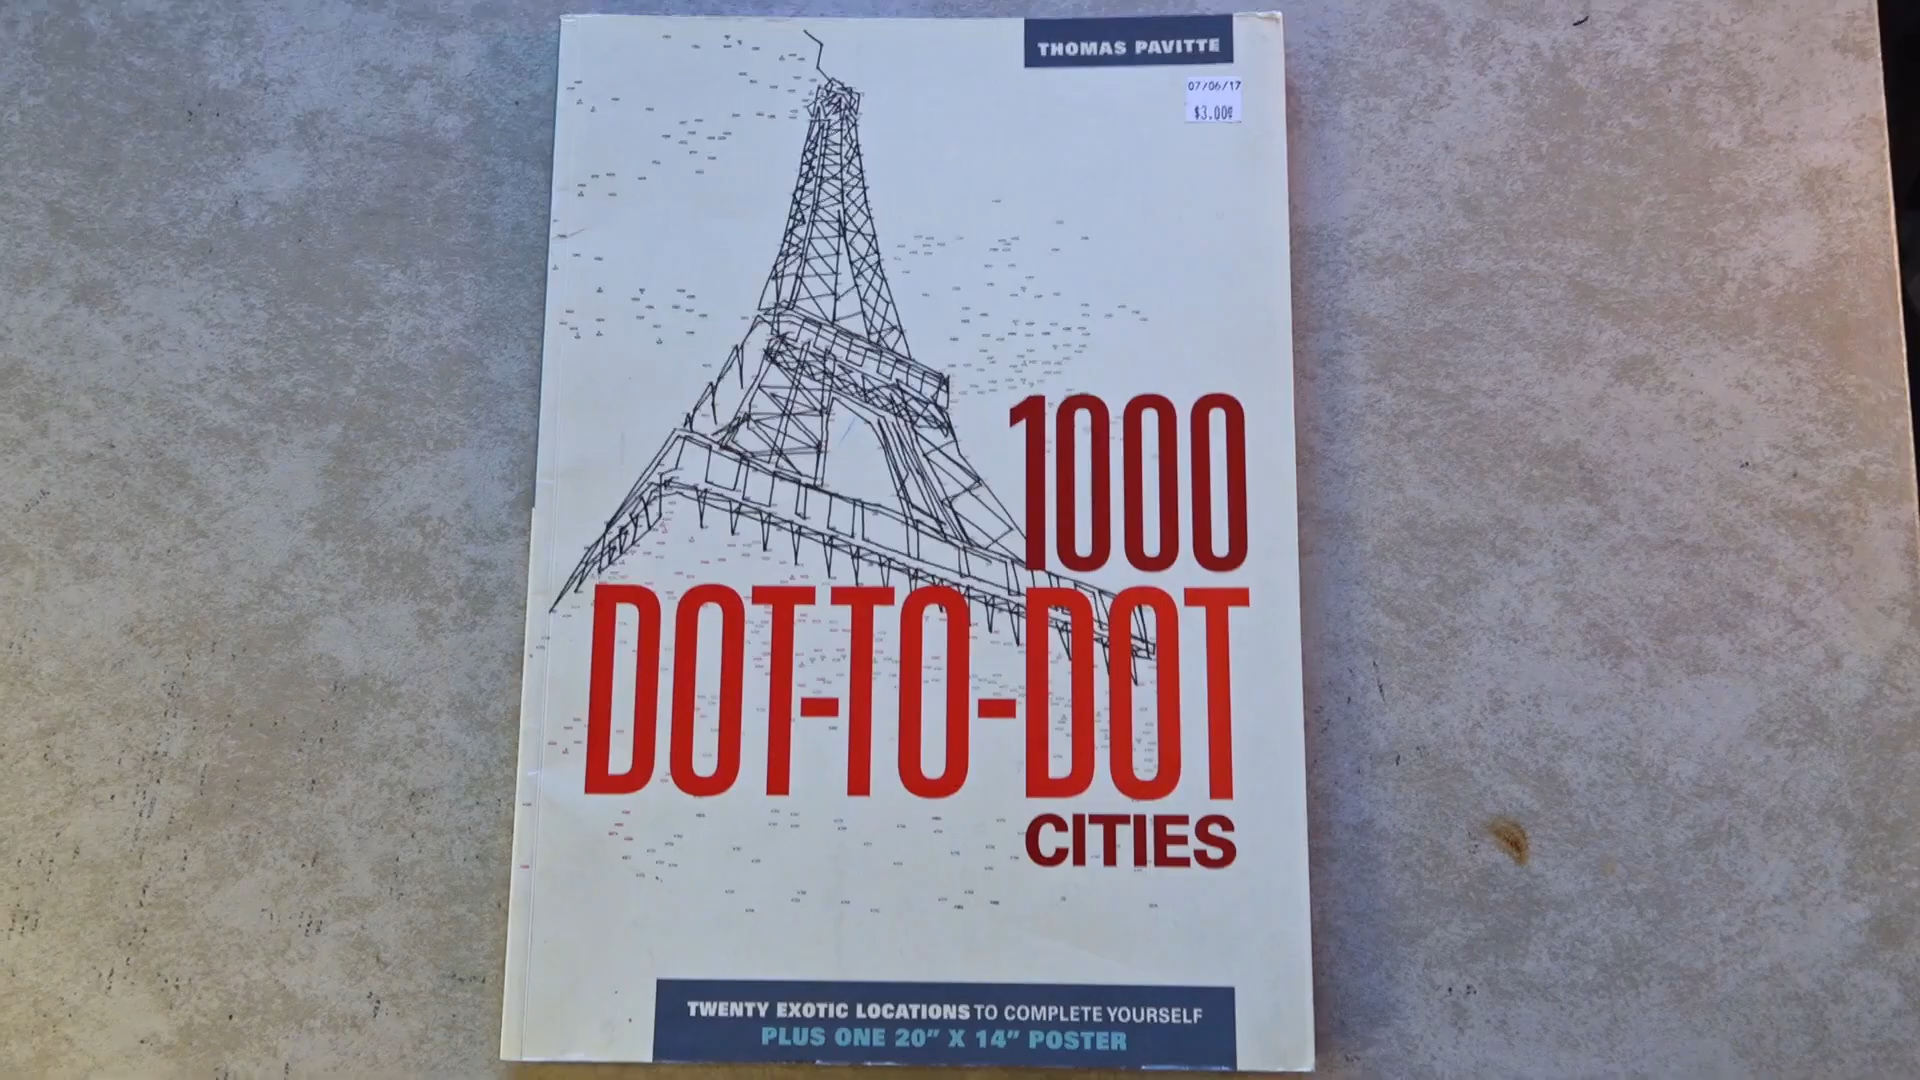 THOMAS PAVITTE
07/06/17
$3.00
1000
DOT-TO-DOT
CITIES
TWENTY EXOTIC LOCATIONS TO COMPLETE YOURSELF
PLUS ONE 20" X 14" POSTER